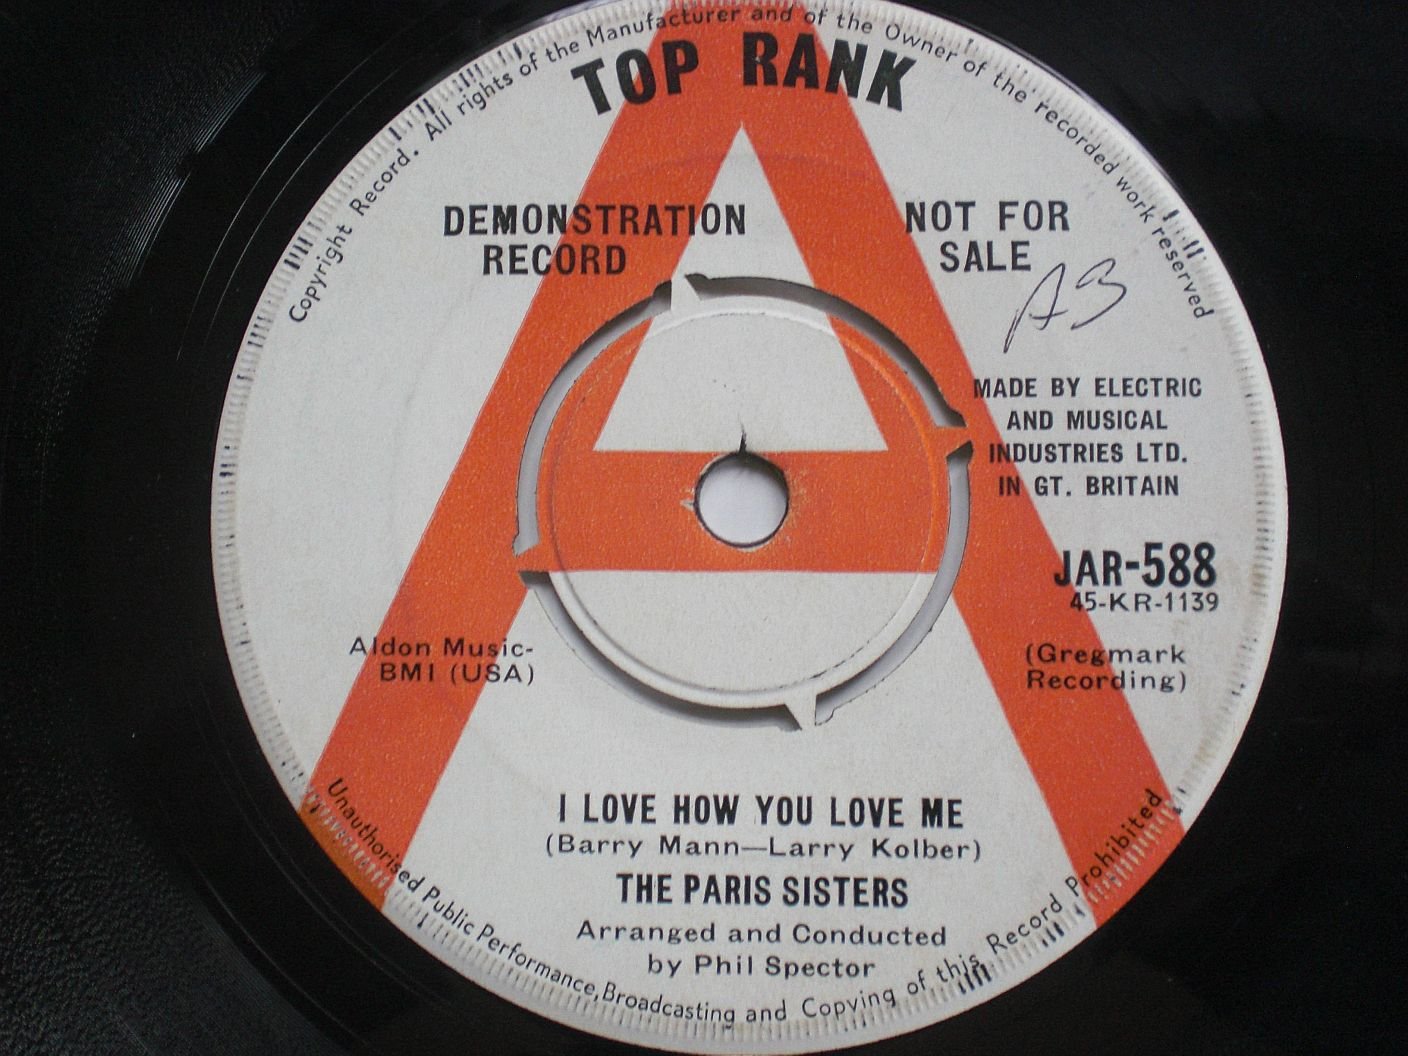 Copyright Record. All rights of the Manufacturer and of the Owner of the recorded work reserved
TOP RANK
DEMONSTRATION
RECORD
NOT FOR
SALE
A3
MADE BY ELECTRIC
AND MUSICAL
INDUSTRIES LTD.
IN GT. BRITAIN
JAR-588
45-KR-1139
Aldon Music-
BMI (USA)
(Gregmark
Recording)
I LOVE HOW YOU LOVE ME
(Barry Mann—Larry Kolber)
THE PARIS SISTERS
Arranged and Conducted
by Phil Spector
Unauthorised Public Performance, Broadcasting and Copying of this Record Prohibited